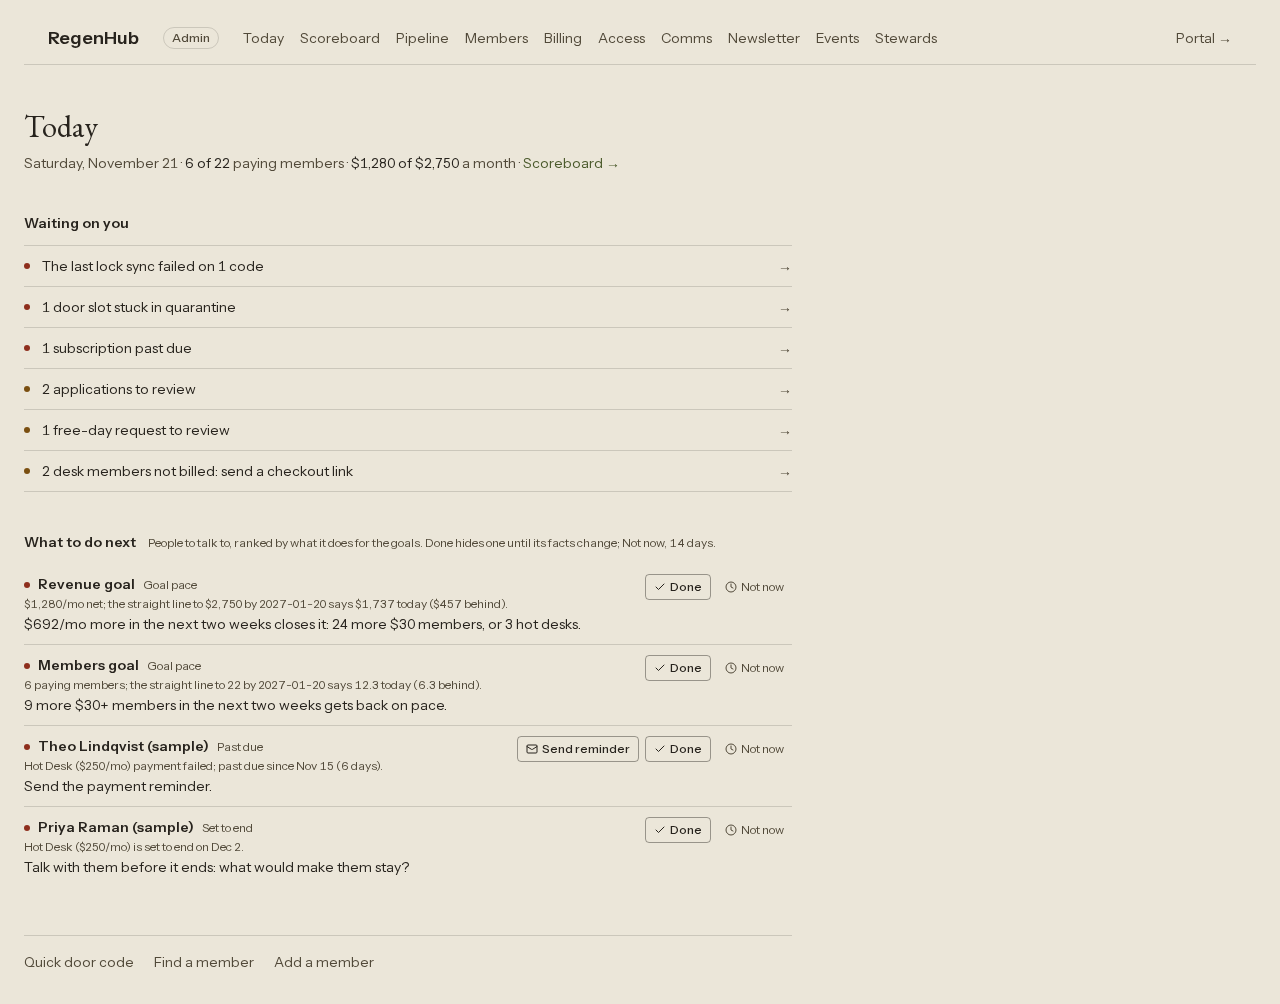 RegenHub Admin Today Scoreboard Pipeline Members Billing Access Comms Newsletter Events Stewards Portal →
Today
Saturday, November 21 · 6 of 22 paying members · $1,280 of $2,750 a month · Scoreboard →
Waiting on you
The last lock sync failed on 1 code →
1 door slot stuck in quarantine →
1 subscription past due →
2 applications to review →
1 free-day request to review →
2 desk members not billed: send a checkout link →
What to do next People to talk to, ranked by what it does for the goals. Done hides one until its facts change; Not now, 14 days.
Revenue goal Goal pace Done Not now
$1,280/mo net; the straight line to $2,750 by 2027-01-20 says $1,737 today ($457 behind).
$692/mo more in the next two weeks closes it: 24 more $30 members, or 3 hot desks.
Members goal Goal pace Done Not now
6 paying members; the straight line to 22 by 2027-01-20 says 12.3 today (6.3 behind).
9 more $30+ members in the next two weeks gets back on pace.
Theo Lindqvist (sample) Past due Send reminder Done Not now
Hot Desk ($250/mo) payment failed; past due since Nov 15 (6 days).
Send the payment reminder.
Priya Raman (sample) Set to end Done Not now
Hot Desk ($250/mo) is set to end on Dec 2.
Talk with them before it ends: what would make them stay?
Quick door code Find a member Add a member